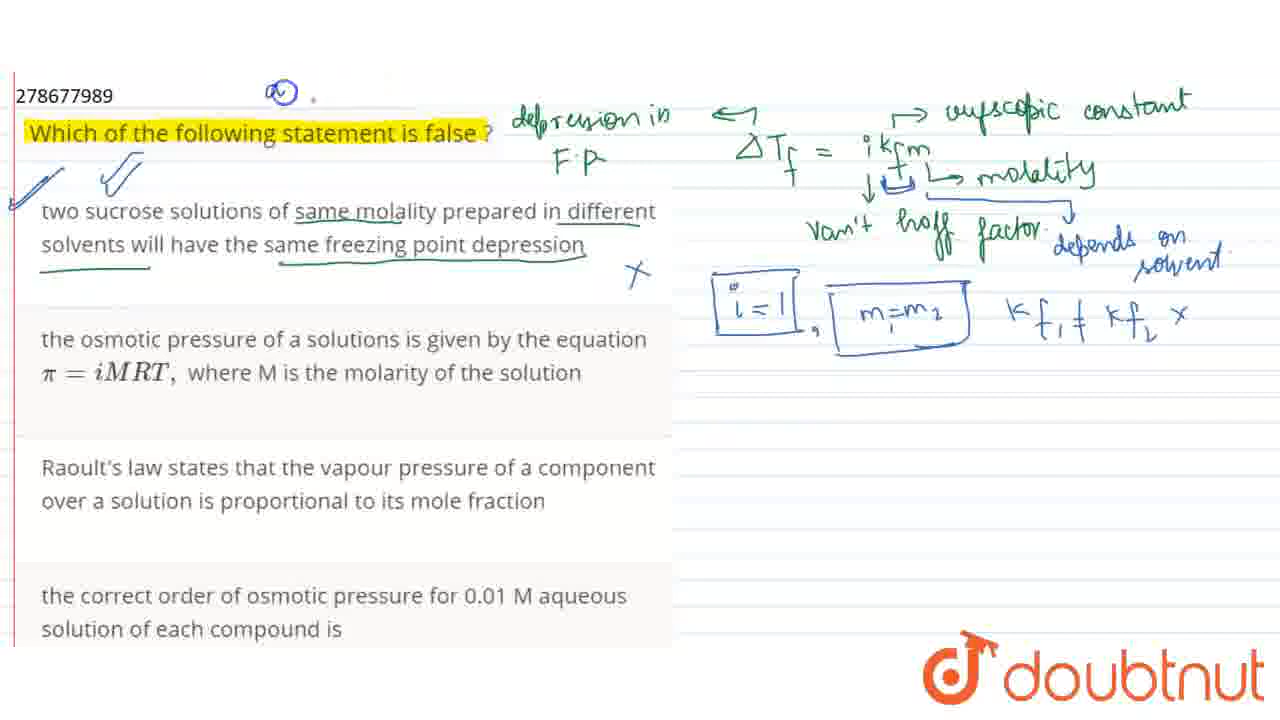 278677989
a
Which of the following statement is false ?
two sucrose solutions of same molality prepared in different
solvents will have the same freezing point depression
the osmotic pressure of a solutions is given by the equation
π = iMRT, where M is the molarity of the solution
Raoult's law states that the vapour pressure of a component
over a solution is proportional to its mole fraction
the correct order of osmotic pressure for 0.01 M aqueous
solution of each compound is
depression in
F.P.
ΔTf = i kf m
cryscopic constant
molality
van't hoff factor
depends on
solvent
i = 1 , m1 = m2 kf1 ≠ kf2 ×
doubtnut